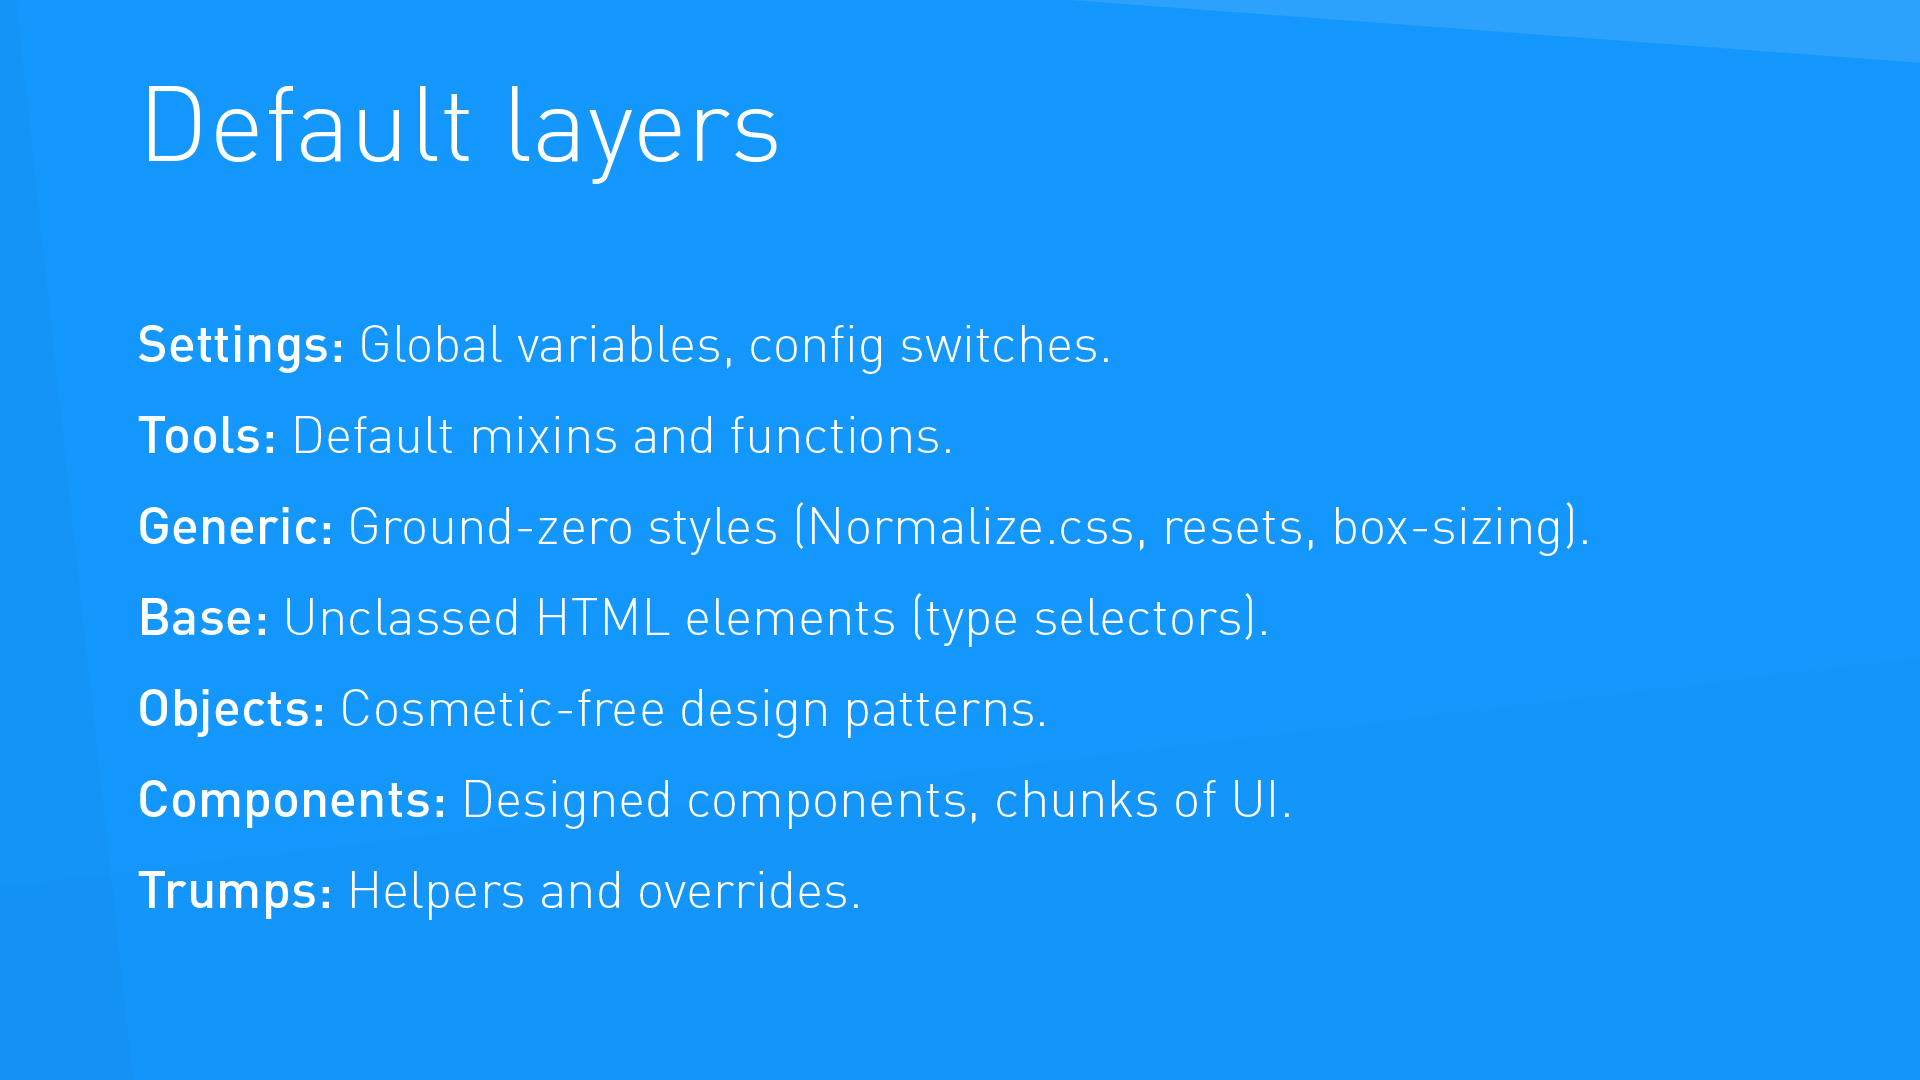 Default layers
Settings: Global variables, config switches.
Tools: Default mixins and functions.
Generic: Ground-zero styles (Normalize.css, resets, box-sizing).
Base: Unclassed HTML elements (type selectors).
Objects: Cosmetic-free design patterns.
Components: Designed components, chunks of UI.
Trumps: Helpers and overrides.